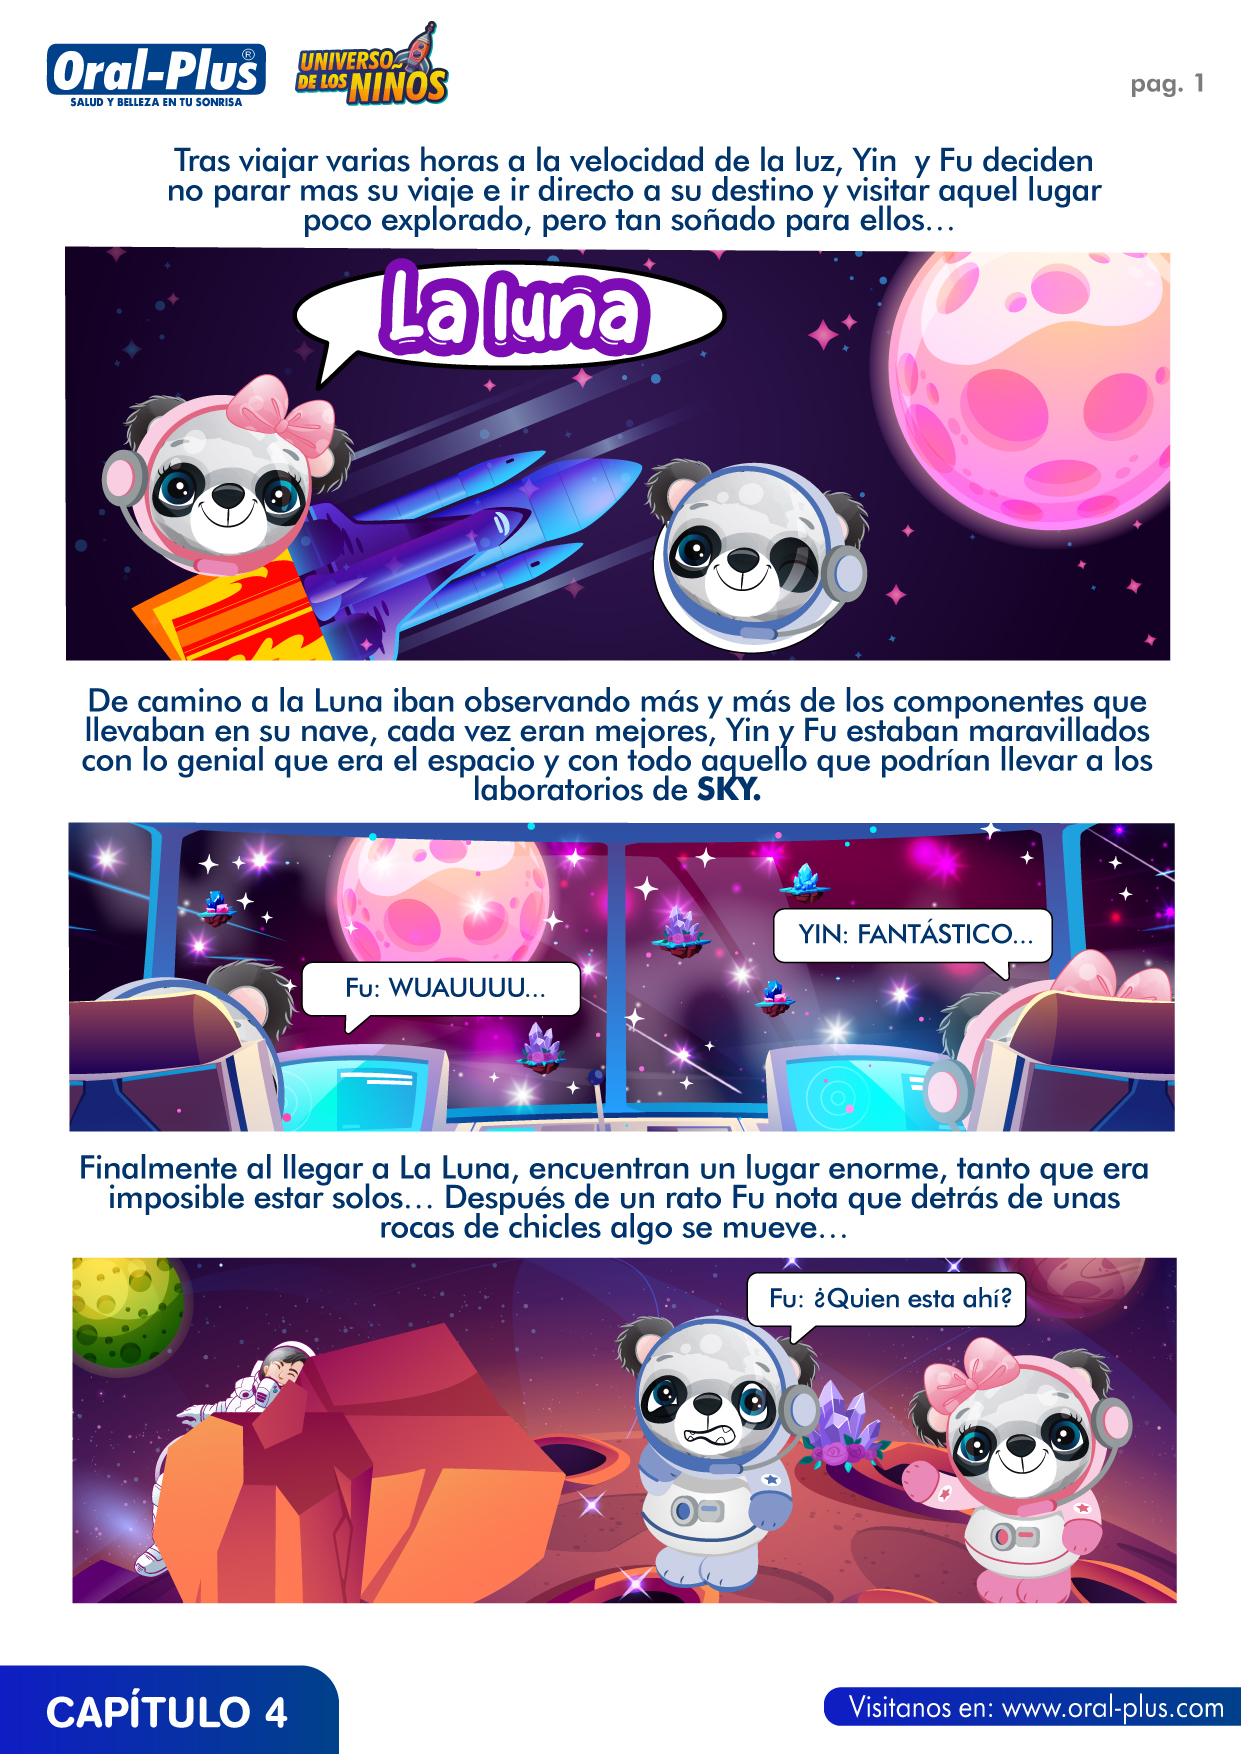 Oral-Plus®
SALUD Y BELLEZA EN TU SONRISA
UNIVERSO
DE LOS NIÑOS
pag. 1
Tras viajar varias horas a la velocidad de la luz, Yin y Fu deciden
no parar mas su viaje e ir directo a su destino y visitar aquel lugar
poco explorado, pero tan soñado para ellos...
La luna
De camino a la Luna iban observando más y más de los componentes que
llevaban en su nave, cada vez eran mejores, Yin y Fu estaban maravillados
con lo genial que era el espacio y con todo aquello que podrían llevar a los
laboratorios de SKY.
YIN: FANTÁSTICO...
Fu: WUAUUUU...
Finalmente al llegar a La Luna, encuentran un lugar enorme, tanto que era
imposible estar solos... Después de un rato Fu nota que detrás de unas
rocas de chicles algo se mueve...
Fu: ¿Quien esta ahí?
CAPÍTULO 4
Visitanos en: www.oral-plus.com